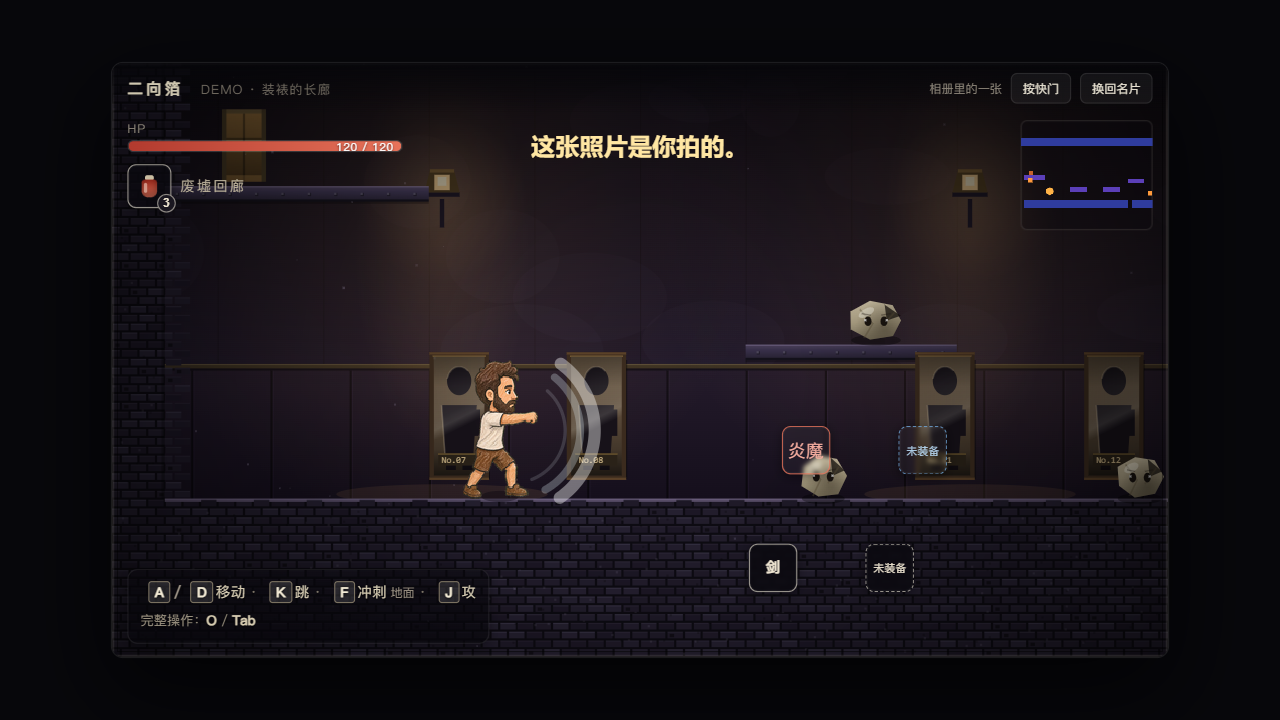 二向箔 DEMO · 装裱的长廊
相册里的一张 按快门 换回名片
HP
120 / 120
这张照片是你拍的。
3
废墟回廊
No.07
No.08
No.12
炎魔
未装备
剑
未装备
A / D 移动 · K 跳 · F 冲刺 地面 · J 攻
完整操作: O / Tab